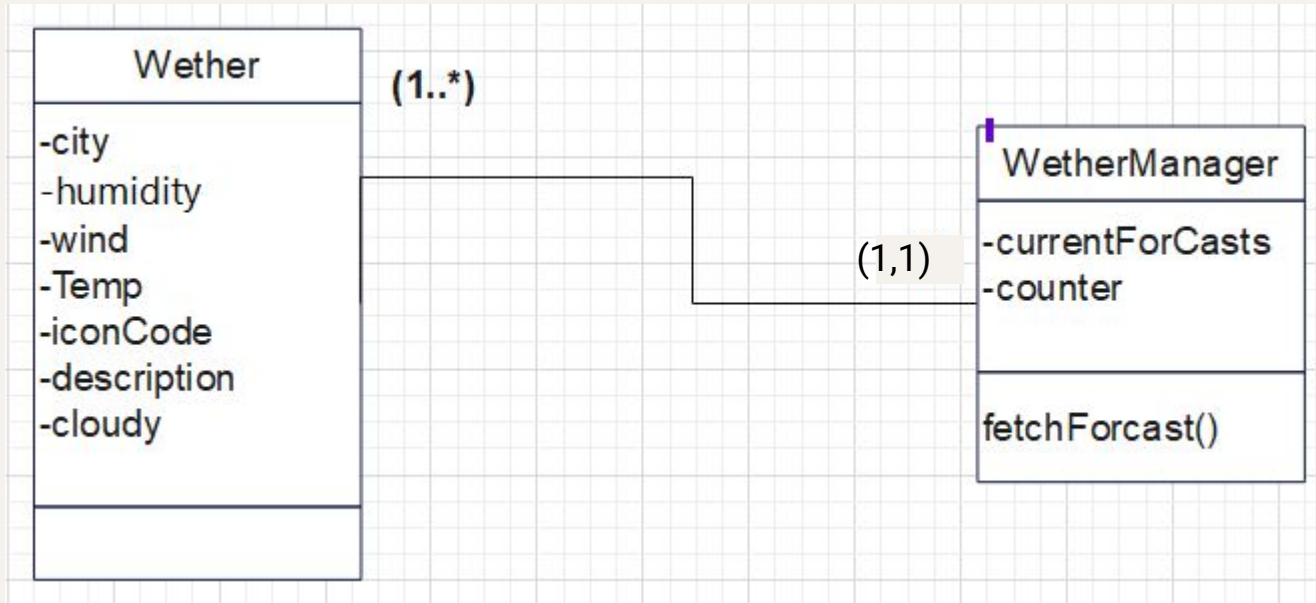 Wether
-city
-humidity
-wind
-Temp
-iconCode
-description
-cloudy
(1..*)
(1,1)
WetherManager
-currentForCasts
-counter
fetchForcast()